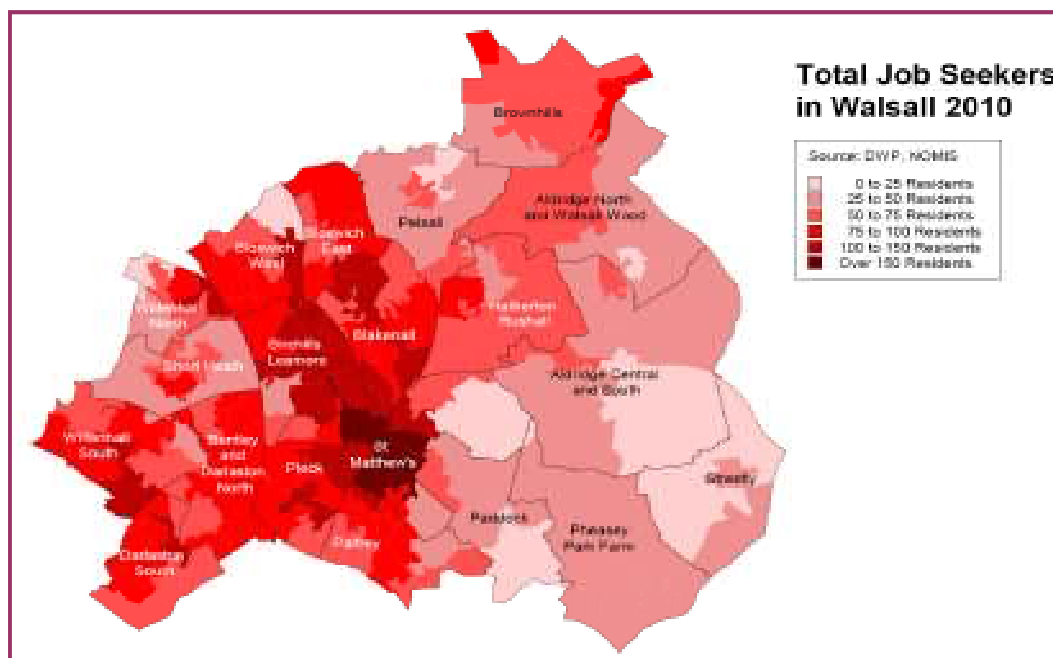 Total Job Seekers
in Walsall 2010
Source: DWP, NOMIS
0 to 25 Residents
25 to 50 Residents
50 to 75 Residents
75 to 100 Residents
100 to 150 Residents
Over 150 Residents
Brownhills
Aldridge North
and Walsall Wood
Pelsall
Bloxwich
East
Bloxwich
West
Willenhall
North
Hatherton
Rushall
Blakenall
Birchills
Leamore
Short Heath
Aldridge Central
and South
Willenhall
South
Bentley
and
Darlaston
North
Pleck
St
Matthew's
Streetly
Paddock
Pheasey
Park Farm
Palfrey
Darlaston
South